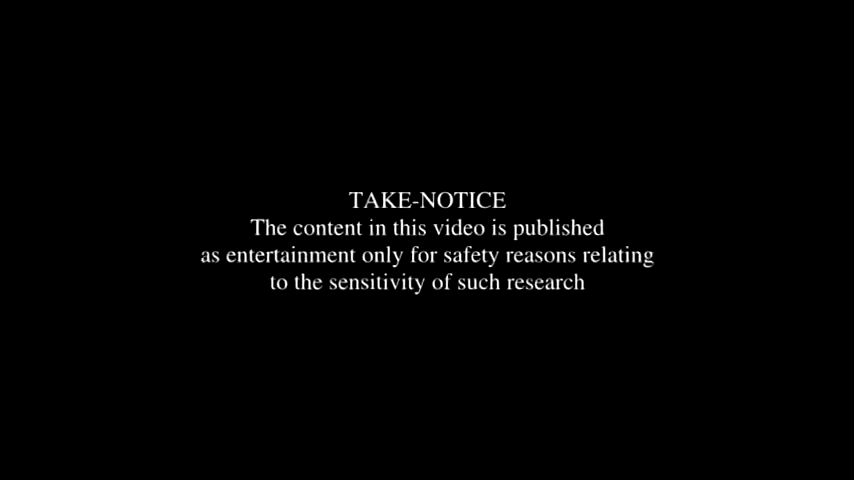 TAKE-NOTICE
The content in this video is published
as entertainment only for safety reasons relating
to the sensitivity of such research